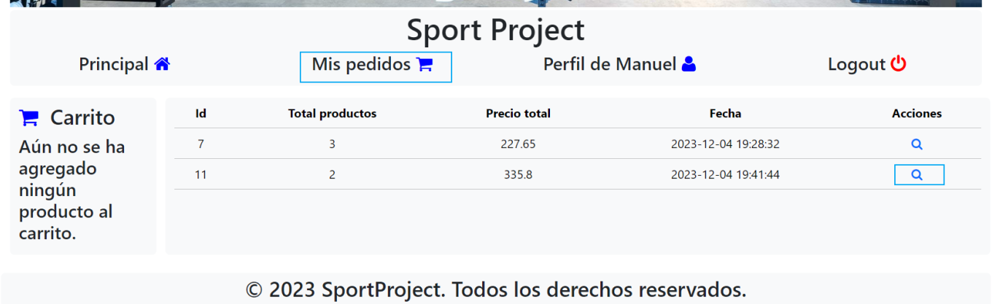 Sport Project
Principal
Mis pedidos
Perfil de Manuel
Logout
Carrito
Aún no se ha
agregado
ningún
producto al
carrito.
Id Total productos Precio total Fecha Acciones
7 3 227.65 2023-12-04 19:28:32
11 2 335.8 2023-12-04 19:41:44
© 2023 SportProject. Todos los derechos reservados.